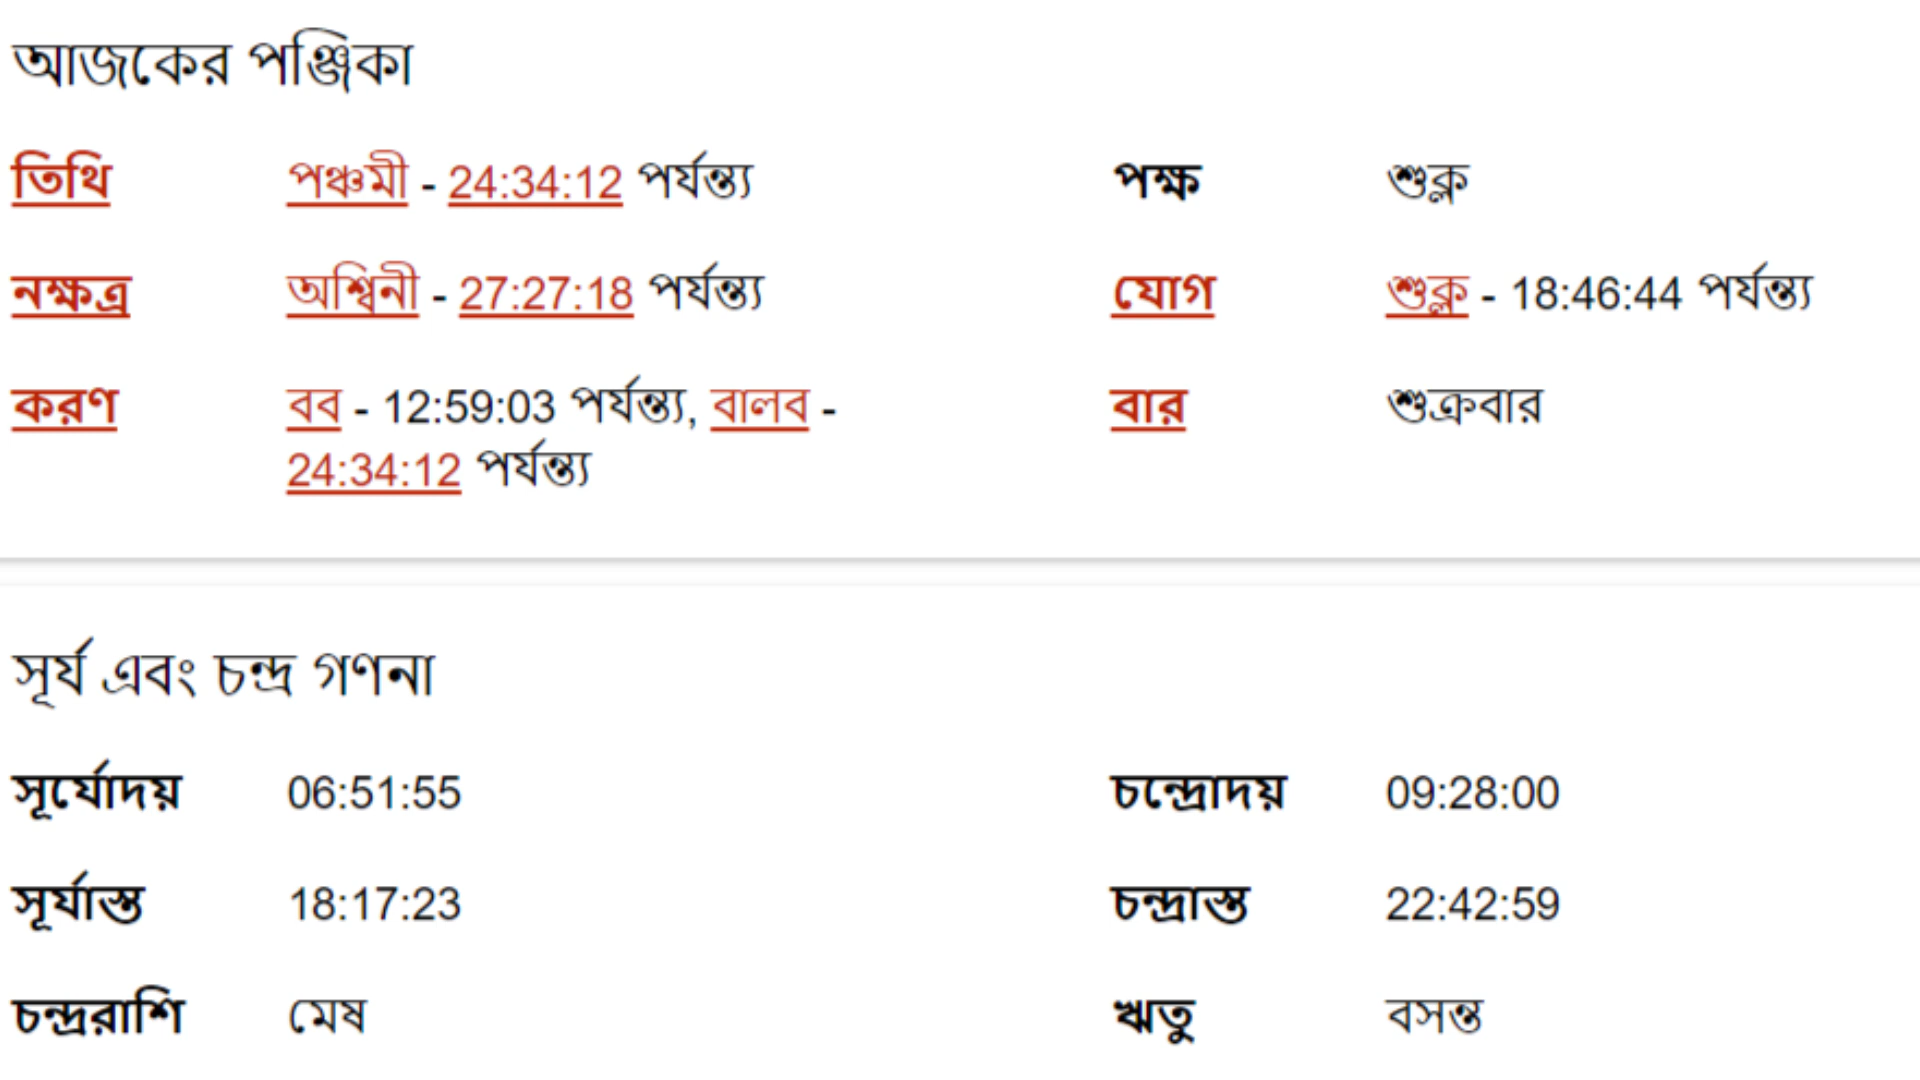 আজকের পঞ্জিকা
তিথি পঞ্চমী - 24:34:12 পর্যন্ত্য পক্ষ শুক্ল
নক্ষত্র অশ্বিনী - 27:27:18 পর্যন্ত্য যোগ শুক্ল - 18:46:44 পর্যন্ত্য
করণ বব - 12:59:03 পর্যন্ত্য, বালব - বার শুক্রবার
24:34:12 পর্যন্ত্য
সূর্য এবং চন্দ্র গণনা
সূর্যোদয় 06:51:55 চন্দ্রোদয় 09:28:00
সূর্যাস্ত 18:17:23 চন্দ্রাস্ত 22:42:59
চন্দ্ররাশি মেষ ঋতু বসন্ত